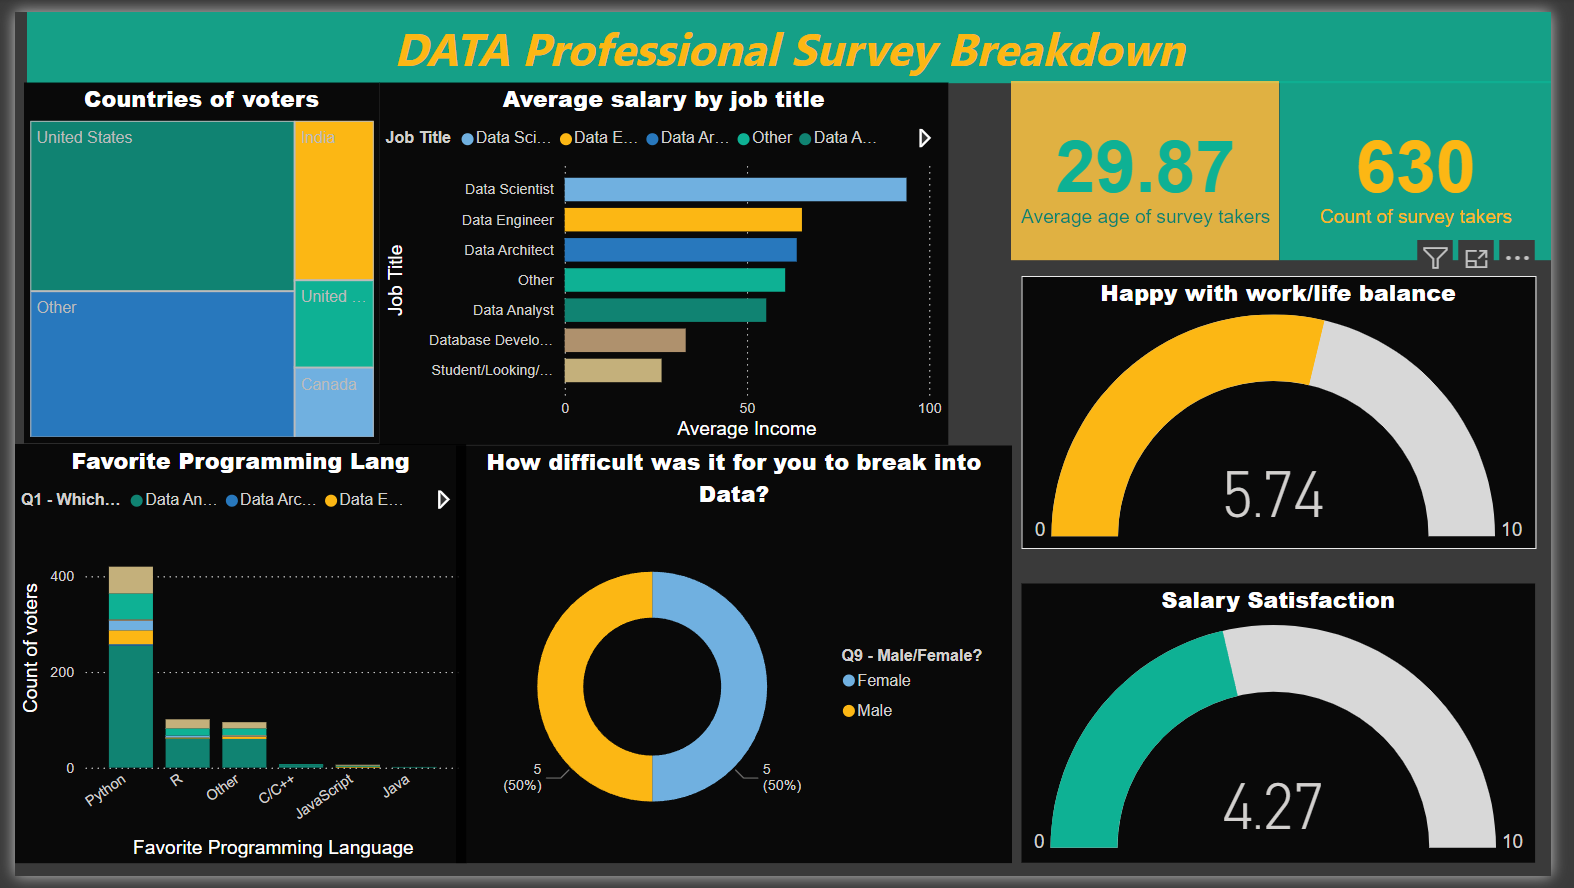 DATA Professional Survey Breakdown
Countries of voters
United States
India
Other
United ...
Canada
Average salary by job title
Job Title
Data Sci...
Data E...
Data Ar...
Other
Data A...
Job Title
Data Scientist
Data Engineer
Data Architect
Other
Data Analyst
Database Develo...
Student/Looking/...
0
50
100
Average Income
29.87
Average age of survey takers
630
Count of survey takers
Happy with work/life balance
5.74
0
10
Favorite Programming Lang
Q1 - Which...
Data An...
Data Arc...
Data E...
Count of voters
400
200
0
Python
R
Other
C/C++
JavaScript
Java
Favorite Programming Language
How difficult was it for you to break into
Data?
5
(50%)
5
(50%)
Q9 - Male/Female?
Female
Male
Salary Satisfaction
4.27
0
10